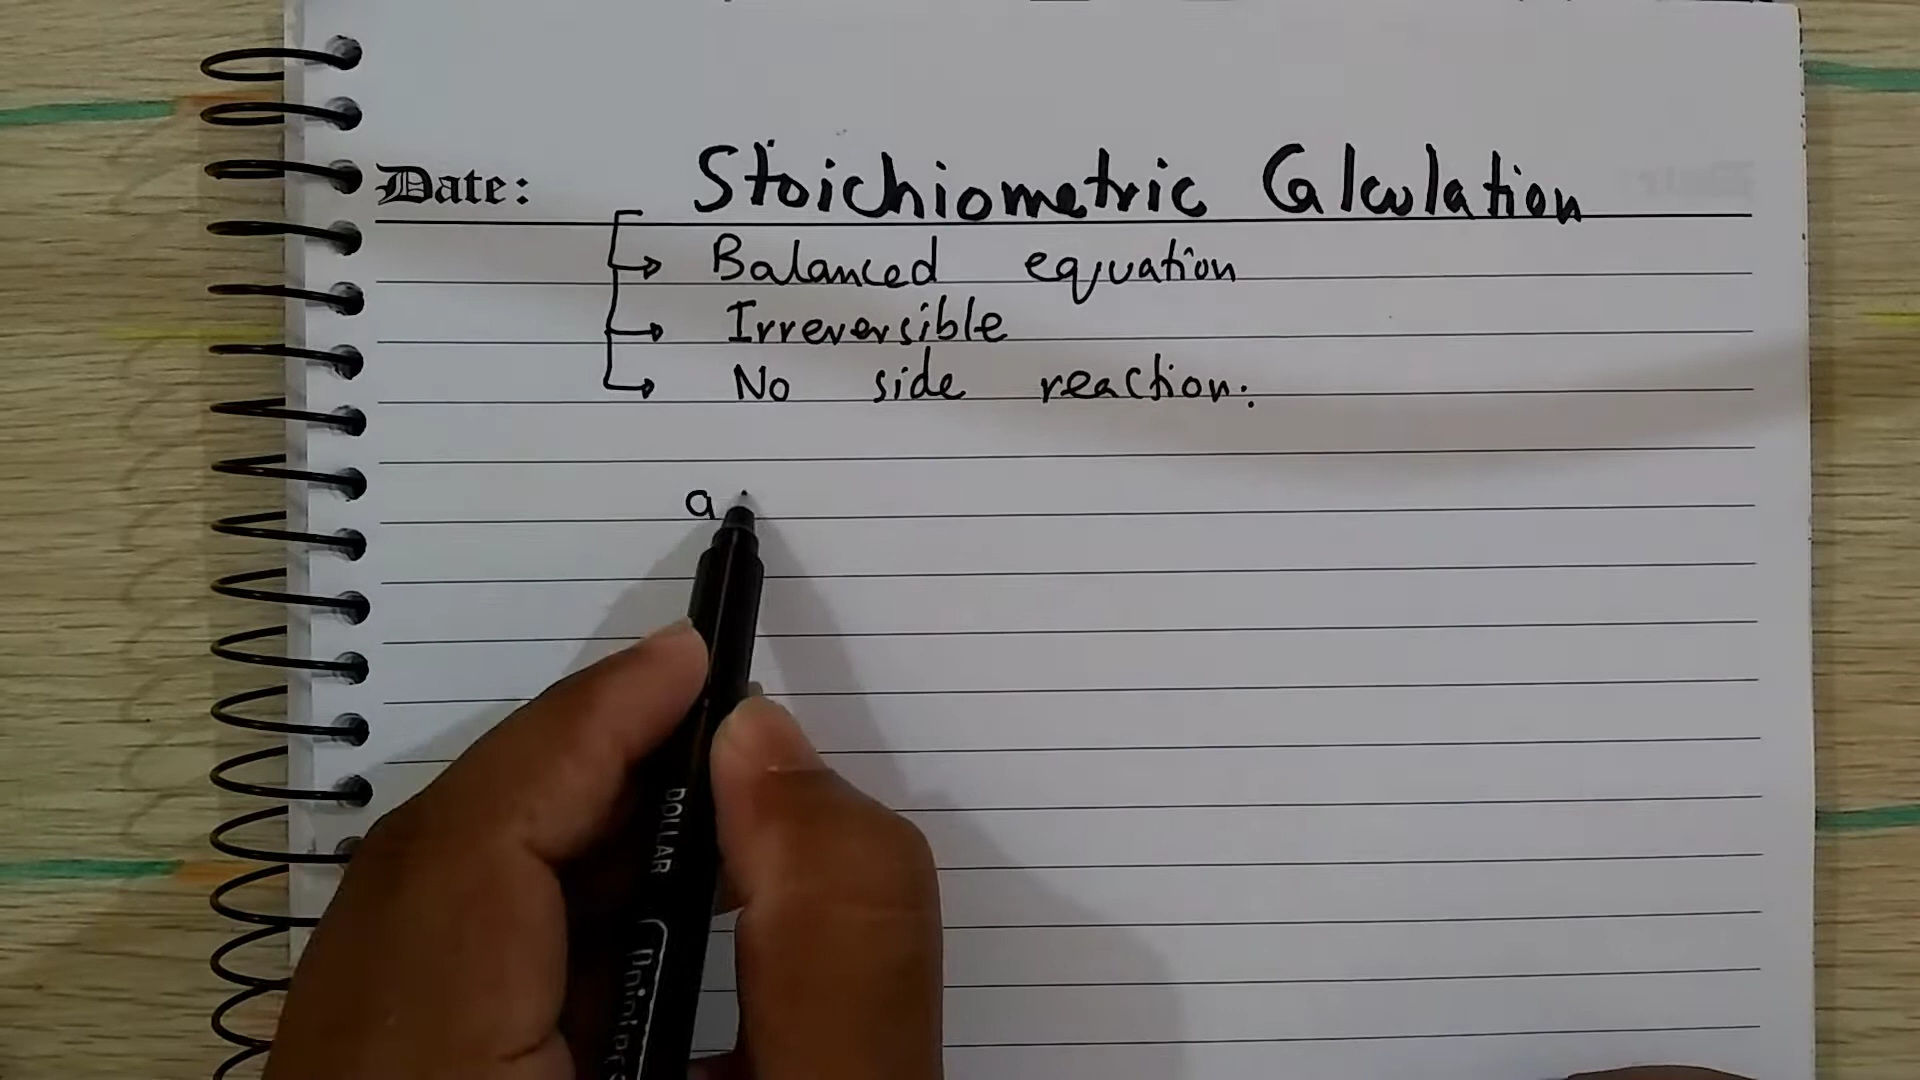 Date: Stoichiometric Calculation
Balanced equation
Irreversible
No side reaction.
a
DOLLAR